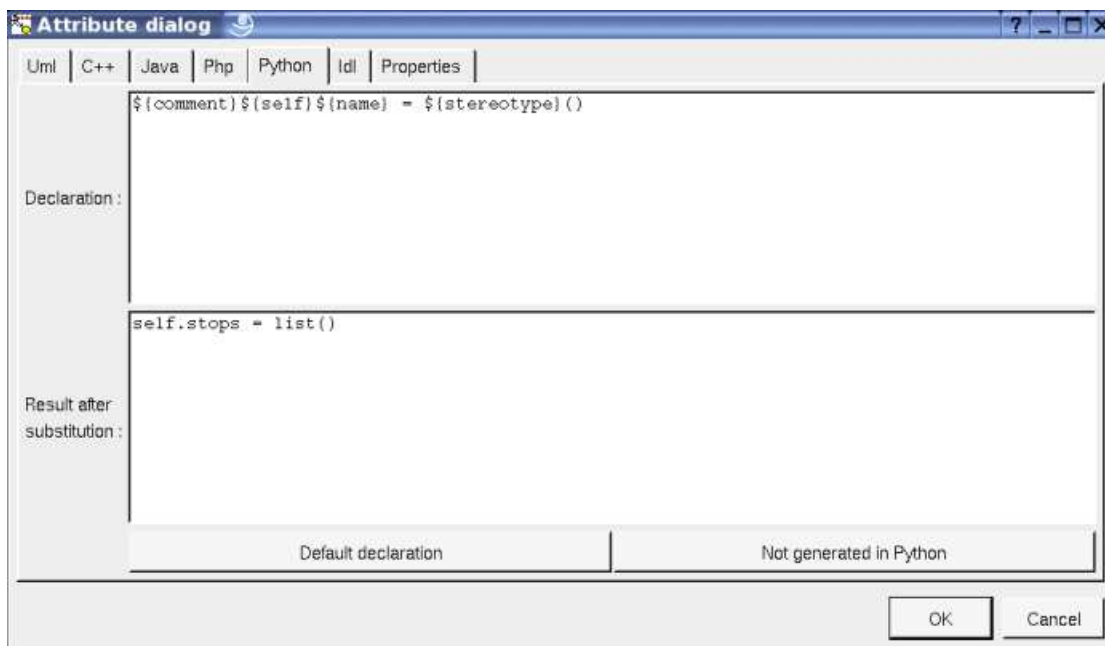 Attribute dialog
Uml C++ Java Php Python Idl Properties
${comment}${self}${name} = ${stereotype}()
Declaration :
self.stops = list()
Result after
substitution :
Default declaration Not generated in Python
OK Cancel